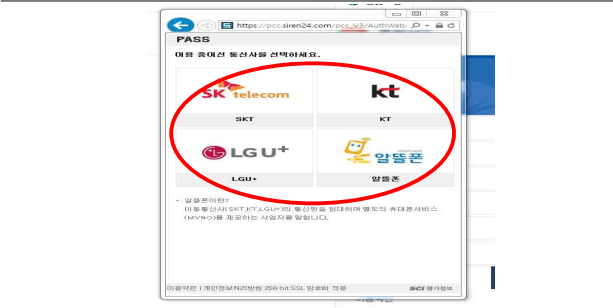 https://pcc.siren24.com/pcc_V3/AuthWeb.
PASS
이용 중이신 통신사를 선택하세요.
SK telecom
kt
SKT
KT
LG U+
알뜰폰
LGU+
알뜰폰
- 알뜰폰이란?
이동통신사(SKT,KT,LGU+)의 통신망을 임대하여 별도의 휴대폰서비스
(MVNO)를 제공하는 사업자를 말합니다.
이용약관 | 개인정보처리방침 256-bit SSL 암호화 적용
SCI 평가정보